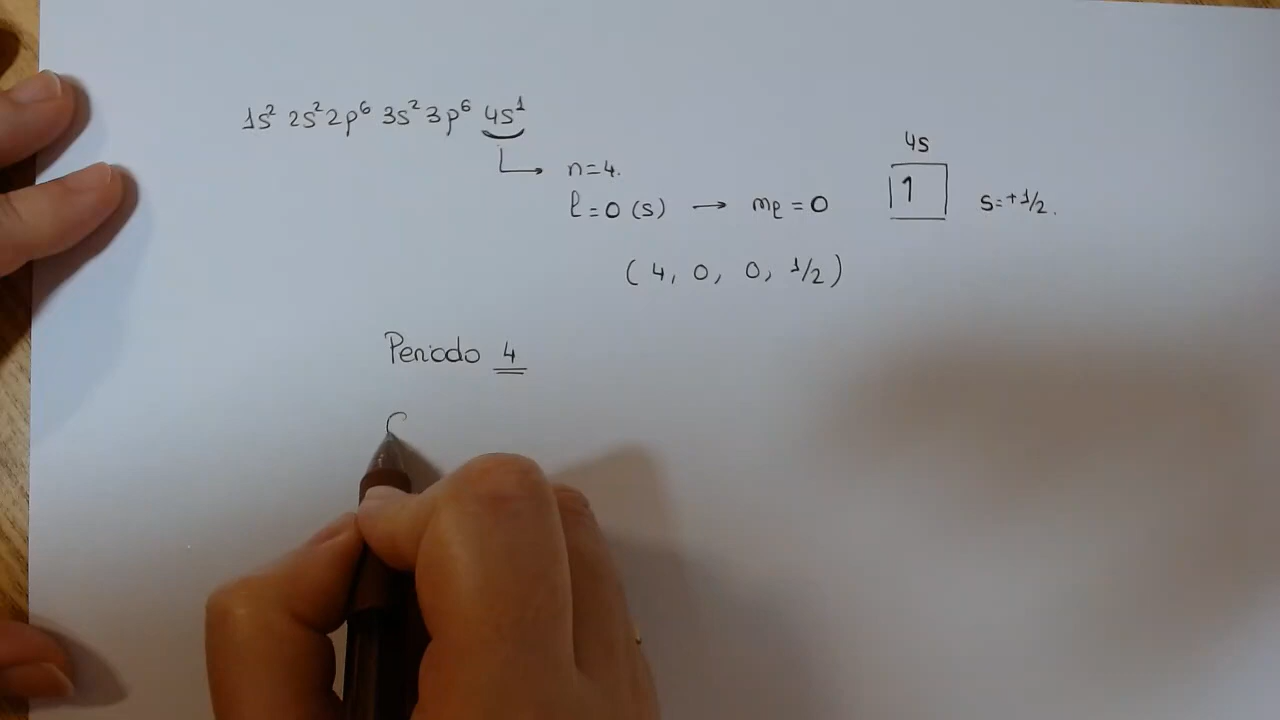 1s² 2s² 2p⁶ 3s² 3p⁶ 4s¹
n=4.
l=0 (s) → ml=0
4s
1
s=+1/2.
(4, 0, 0, 1/2)
Periodo 4